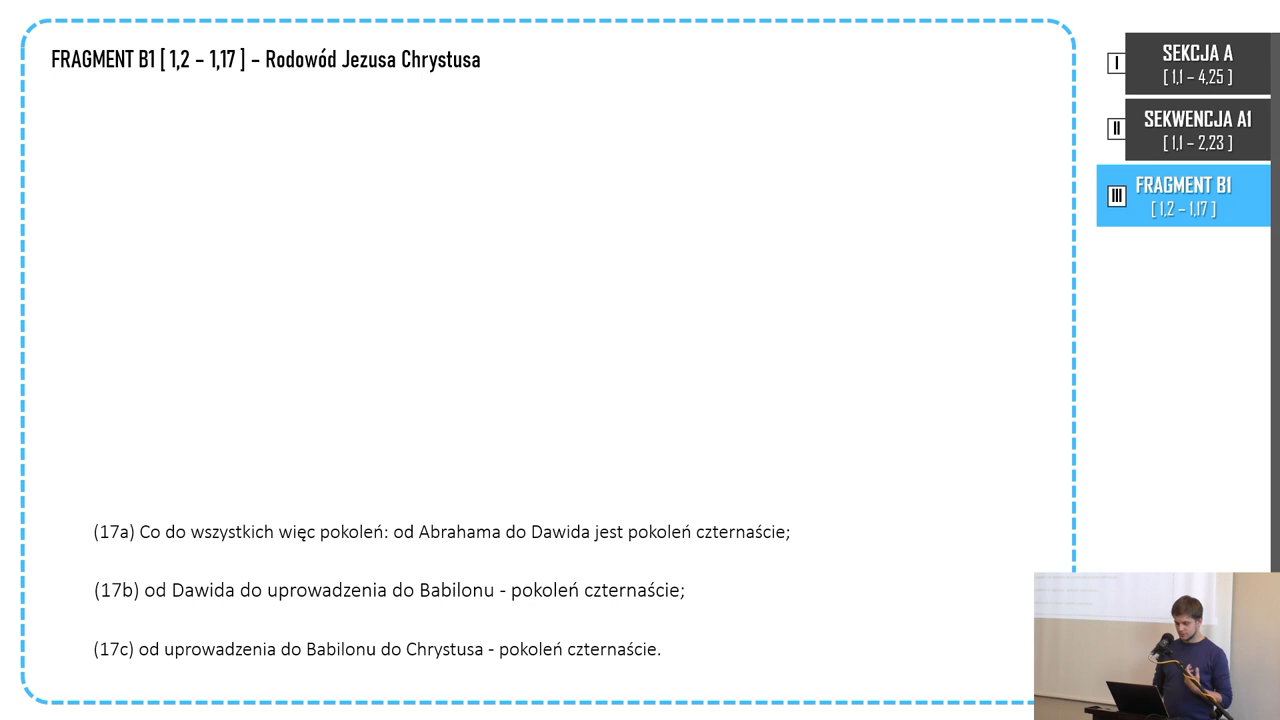 FRAGMENT B1 [ 1,2 – 1,17 ] – Rodowód Jezusa Chrystusa
(17a) Co do wszystkich więc pokoleń: od Abrahama do Dawida jest pokoleń czternaście;
(17b) od Dawida do uprowadzenia do Babilonu - pokoleń czternaście;
(17c) od uprowadzenia do Babilonu do Chrystusa - pokoleń czternaście.
I
SEKCJA A
[ 1,1 – 4,25 ]
II
SEKWENCJA A1
[ 1,1 – 2,23 ]
III
FRAGMENT B1
[ 1,2 – 1,17 ]